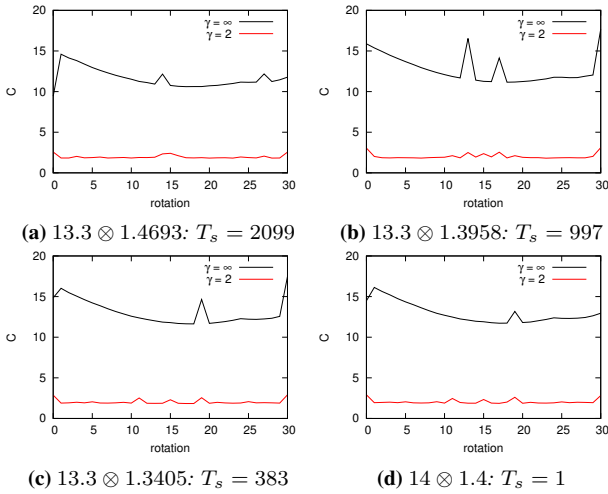 20
15
10
5
0
C
γ = ∞
γ = 2
0 5 10 15 20 25 30
rotation
(a) 13.3 ⊗ 1.4693: T_s = 2099
20
15
10
5
0
C
γ = ∞
γ = 2
0 5 10 15 20 25 30
rotation
(b) 13.3 ⊗ 1.3958: T_s = 997
20
15
10
5
0
C
γ = ∞
γ = 2
0 5 10 15 20 25 30
rotation
(c) 13.3 ⊗ 1.3405: T_s = 383
20
15
10
5
0
C
γ = ∞
γ = 2
0 5 10 15 20 25 30
rotation
(d) 14 ⊗ 1.4: T_s = 1